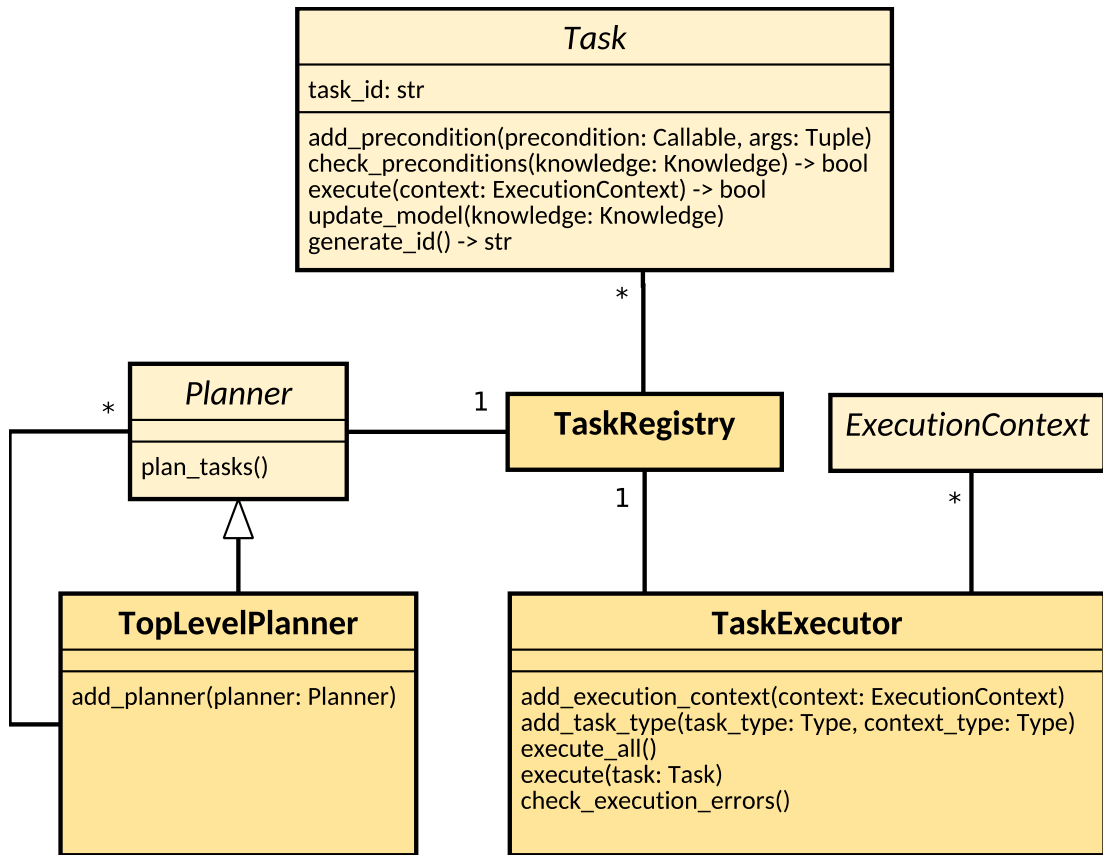 Task
task_id: str
add_precondition(precondition: Callable, args: Tuple)
check_preconditions(knowledge: Knowledge) -> bool
execute(context: ExecutionContext) -> bool
update_model(knowledge: Knowledge)
generate_id() -> str
*
Planner
*
plan_tasks()
1
TaskRegistry
1
ExecutionContext
*
TopLevelPlanner
add_planner(planner: Planner)
TaskExecutor
add_execution_context(context: ExecutionContext)
add_task_type(task_type: Type, context_type: Type)
execute_all()
execute(task: Task)
check_execution_errors()